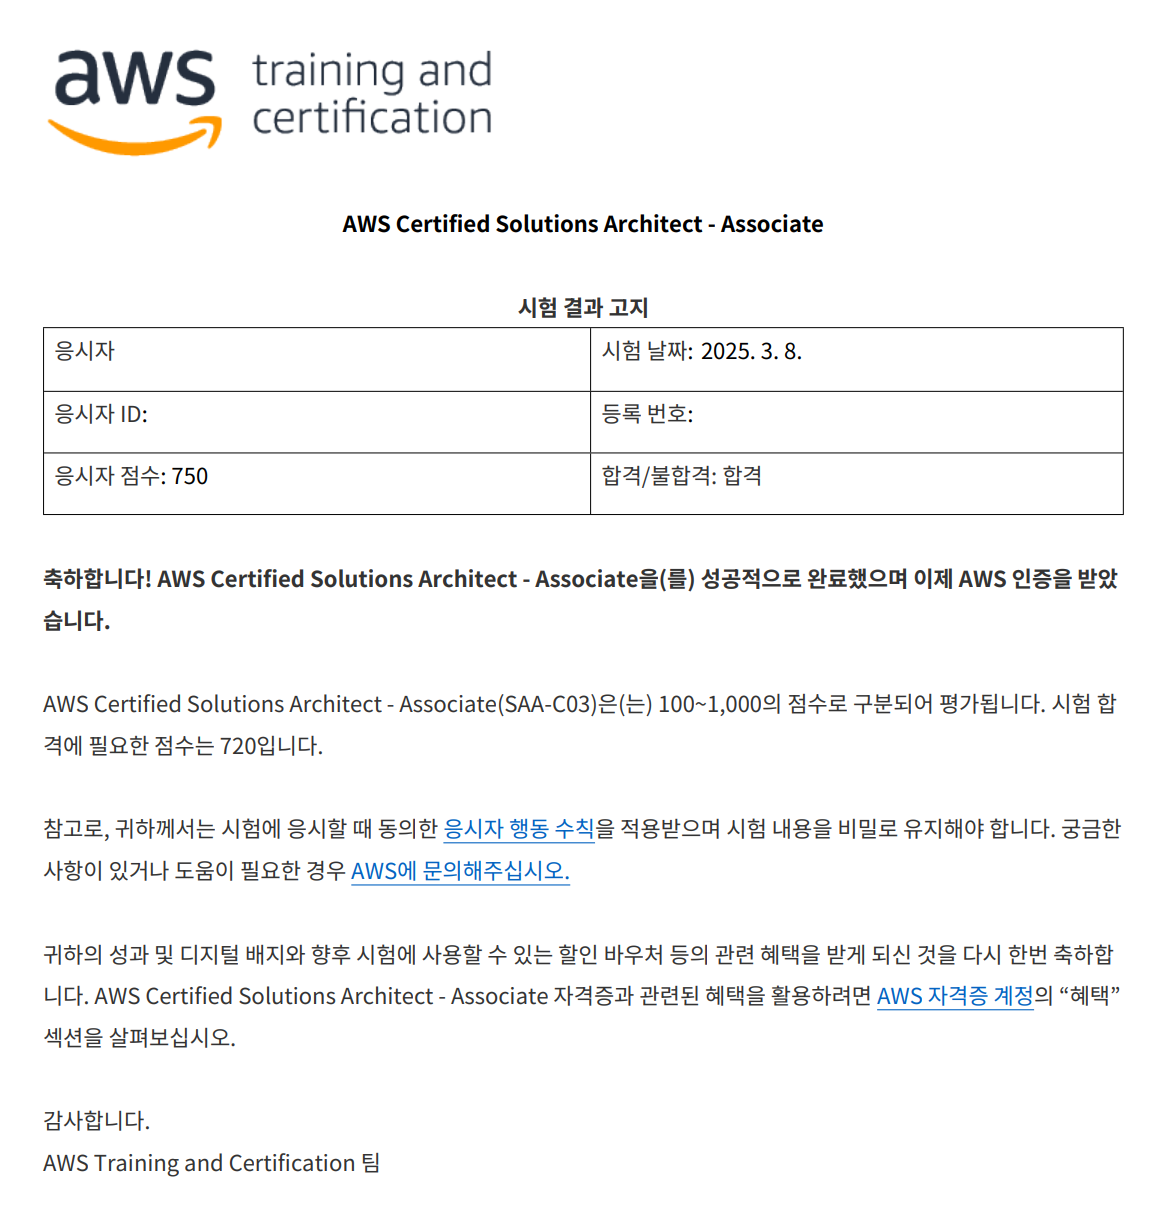 aws training and
certification
AWS Certified Solutions Architect - Associate
시험 결과 고지
응시자
시험 날짜: 2025. 3. 8.
응시자 ID:
등록 번호:
응시자 점수: 750
합격/불합격: 합격
축하합니다! AWS Certified Solutions Architect - Associate을(를) 성공적으로 완료했으며 이제 AWS 인증을 받았
습니다.
AWS Certified Solutions Architect - Associate(SAA-C03)은(는) 100~1,000의 점수로 구분되어 평가됩니다. 시험 합
격에 필요한 점수는 720입니다.
참고로, 귀하께서는 시험에 응시할 때 동의한 응시자 행동 수칙을 적용받으며 시험 내용을 비밀로 유지해야 합니다. 궁금한
사항이 있거나 도움이 필요한 경우 AWS에 문의해주십시오.
귀하의 성과 및 디지털 배지와 향후 시험에 사용할 수 있는 할인 바우처 등의 관련 혜택을 받게 되신 것을 다시 한번 축하합
니다. AWS Certified Solutions Architect - Associate 자격증과 관련된 혜택을 활용하려면 AWS 자격증 계정의 “혜택”
섹션을 살펴보십시오.
감사합니다.
AWS Training and Certification 팀